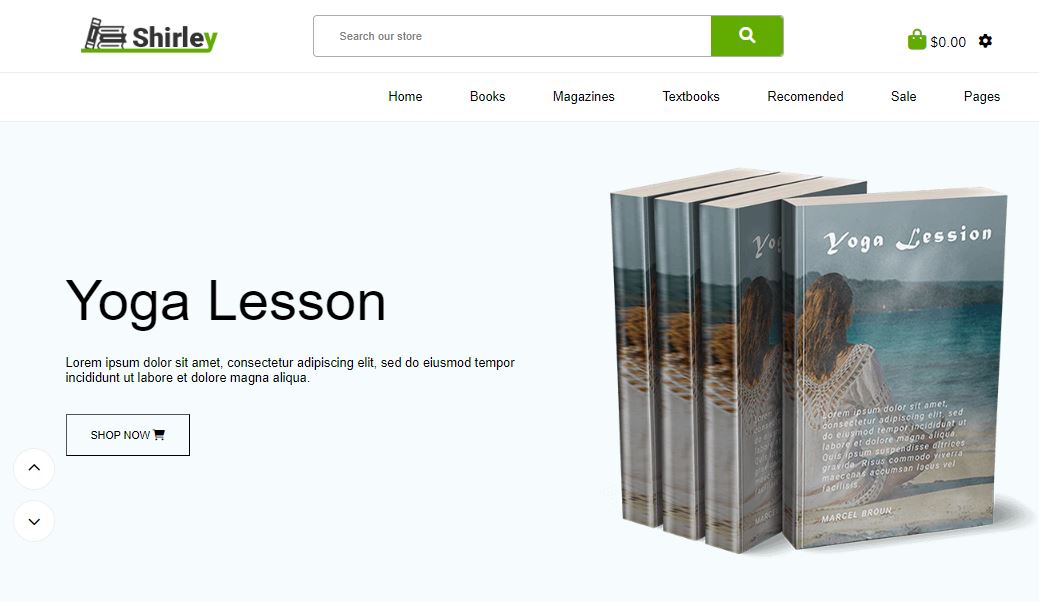 Shirley
Search our store
$0.00
Home Books Magazines Textbooks Recomended Sale Pages
Yoga Lesson
Lorem ipsum dolor sit amet, consectetur adipiscing elit, sed do eiusmod tempor
incididunt ut labore et dolore magna aliqua.
SHOP NOW
Yoga Lession
Lorem ipsum dolor sit amet,
consectetur adipiscing elit, sed
do eiusmod tempor incididunt ut
labore et dolore magna aliqua.
Quis ipsum suspendisse ultrices
gravida. Risus commodo viverra
maecenas accumsan lacus vel
facilisis.
MARCEL BROUN